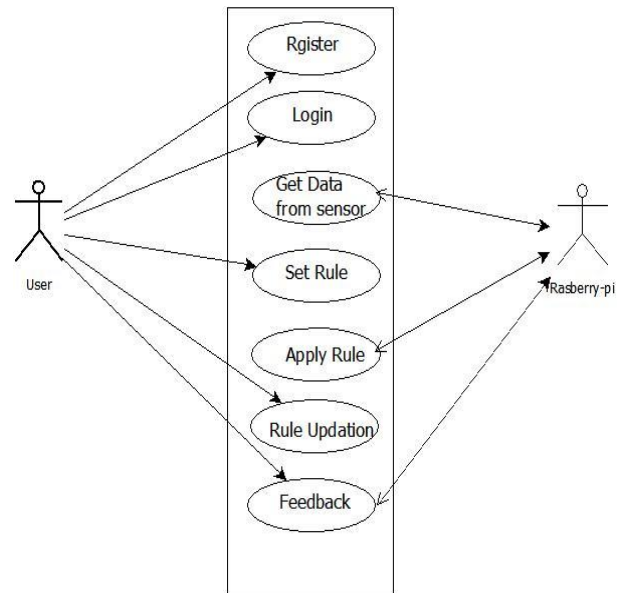 Rgister
Login
Get Data
from sensor
Set Rule
Apply Rule
Rule Updation
Feedback
User
Rasberry-pi